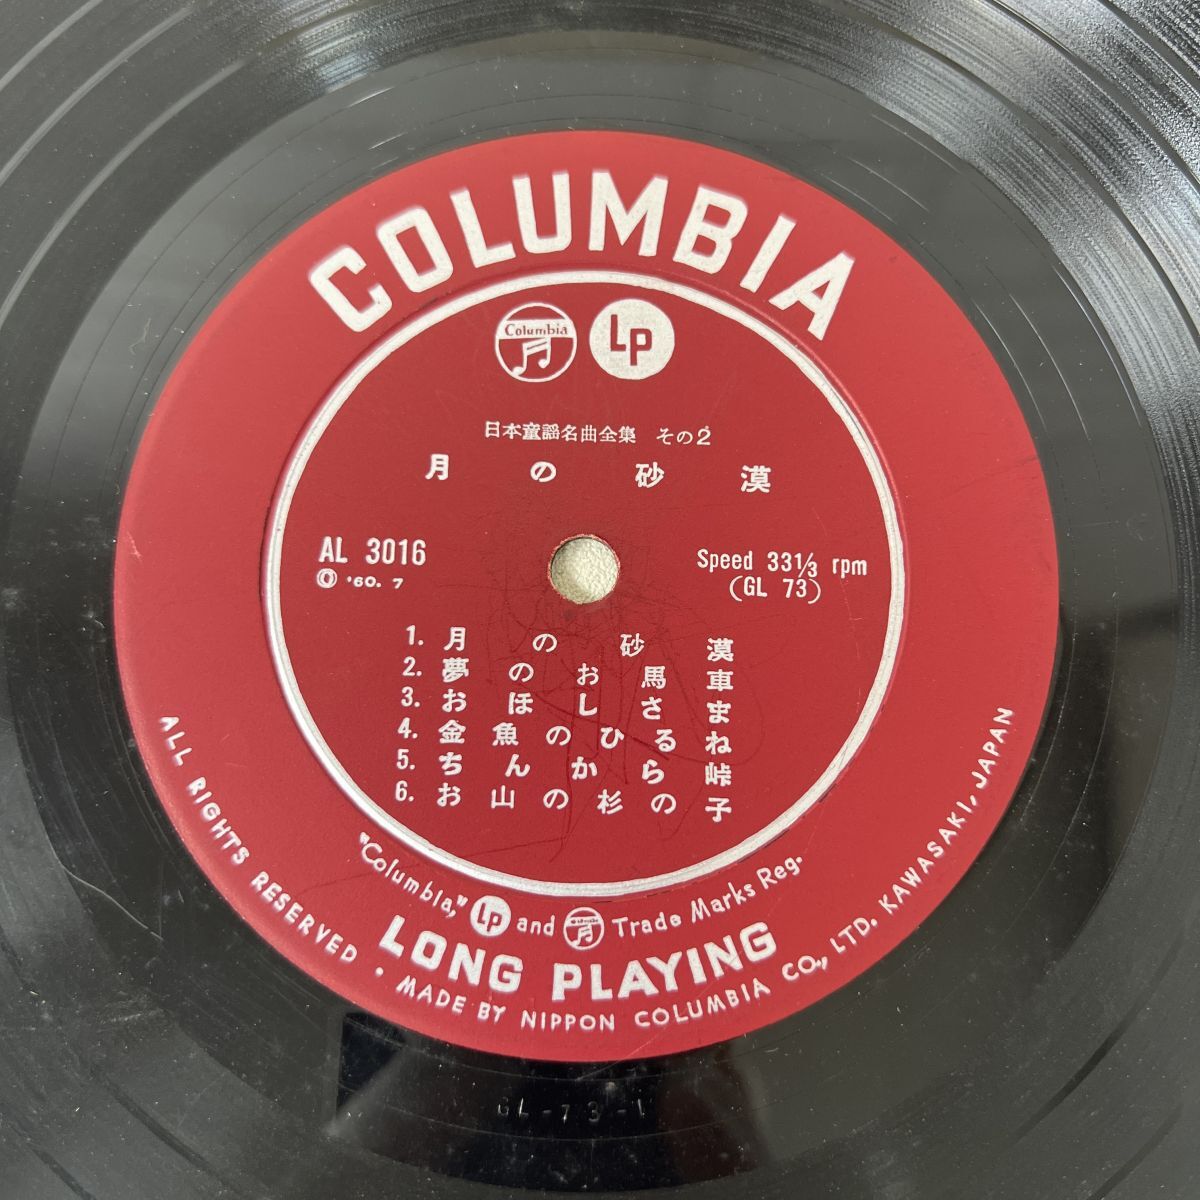 COLUMBIA
Columbia
LP
日本童謡名曲全集 その2
月の砂漠
AL 3016
Ⓟ '60. 7
Speed 33⅓ rpm
(GL 73)
1. 月の砂漠
2. 夢のお馬車
3. おほしさま
4. 金魚のひるね
5. ちんから峠
6. お山の杉の子
"Columbia," LP and Columbia Trade Marks Reg.
LONG PLAYING
ALL RIGHTS RESERVED • MADE BY NIPPON COLUMBIA CO., LTD. KAWASAKI, JAPAN
GL-73-1